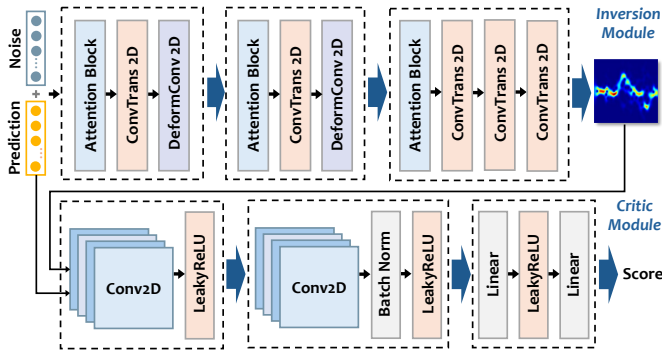 Noise
+
Prediction
Attention Block
ConvTrans 2D
DeformConv 2D
Attention Block
ConvTrans 2D
DeformConv 2D
Attention Block
ConvTrans 2D
ConvTrans 2D
ConvTrans 2D
Inversion
Module
Critic
Module
Conv2D
LeakyReLU
Conv2D
Batch Norm
LeakyReLU
Linear
LeakyReLU
Linear
Score